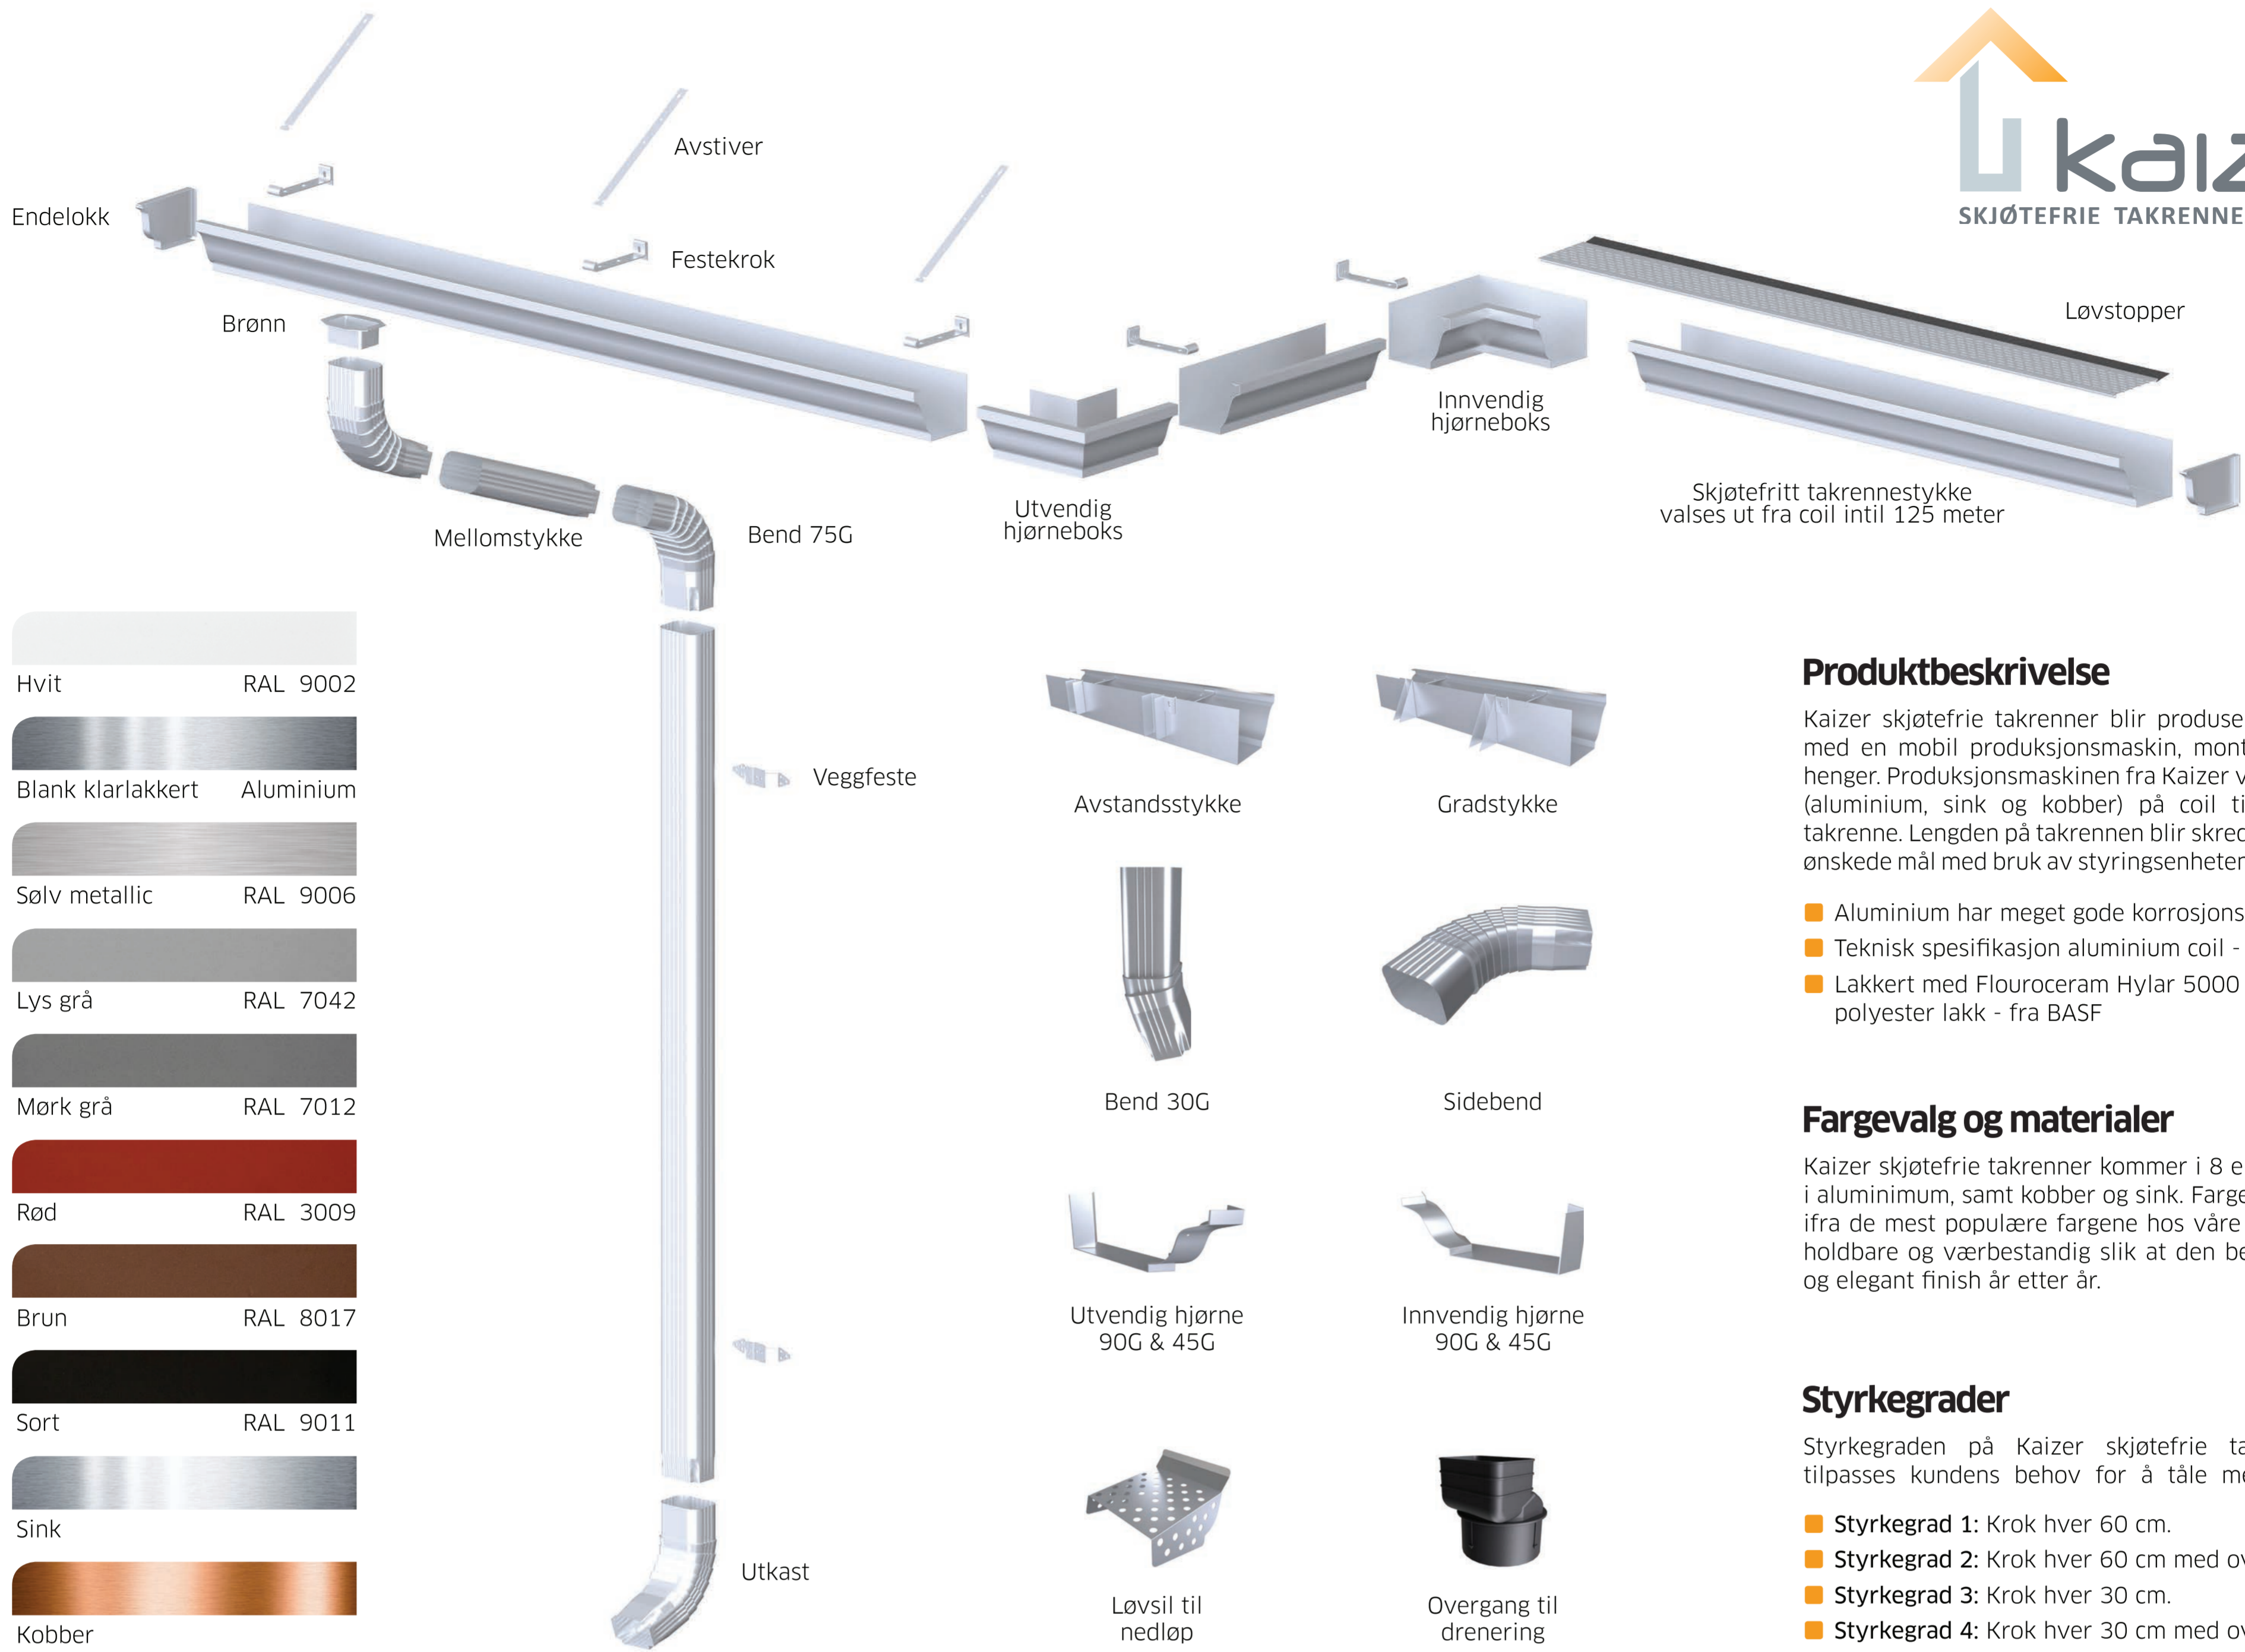 Avstiver
Endelokk
Festekrok
Brønn
Løvstopper
Innvendig
hjørneboks
Utvendig
hjørneboks
Skjøtefritt takrennestykke
valses ut fra coil intil 125 meter
Mellomstykke
Bend 75G
SKJØTEFRIE TAKRENNE
Hvit RAL 9002
Blank klarlakkert Aluminium
Sølv metallic RAL 9006
Lys grå RAL 7042
Mørk grå RAL 7012
Rød RAL 3009
Brun RAL 8017
Sort RAL 9011
Sink
Kobber
Veggfeste
Utkast
Avstandsstykke
Gradstykke
Bend 30G
Sidebend
Utvendig hjørne
90G & 45G
Innvendig hjørne
90G & 45G
Løvsil til
nedløp
Overgang til
drenering
Produktbeskrivelse
Kaizer skjøtefrie takrenner blir produse
med en mobil produksjonsmaskin, mont
henger. Produksjonsmaskinen fra Kaizer v
(aluminium, sink og kobber) på coil ti
takrenne. Lengden på takrennen blir skred
ønskede mål med bruk av styringsenheter
Aluminium har meget gode korrosjons
Teknisk spesifikasjon aluminium coil -
Lakkert med Flouroceram Hylar 5000
polyester lakk - fra BASF
Fargevalg og materialer
Kaizer skjøtefrie takrenner kommer i 8 e
i aluminimum, samt kobber og sink. Farge
ifra de mest populære fargene hos våre
holdbare og værbestandig slik at den be
og elegant finish år etter år.
Styrkegrader
Styrkegraden på Kaizer skjøtefrie ta
tilpasses kundens behov for å tåle me
Styrkegrad 1: Krok hver 60 cm.
Styrkegrad 2: Krok hver 60 cm med ov
Styrkegrad 3: Krok hver 30 cm.
Styrkegrad 4: Krok hver 30 cm med ov